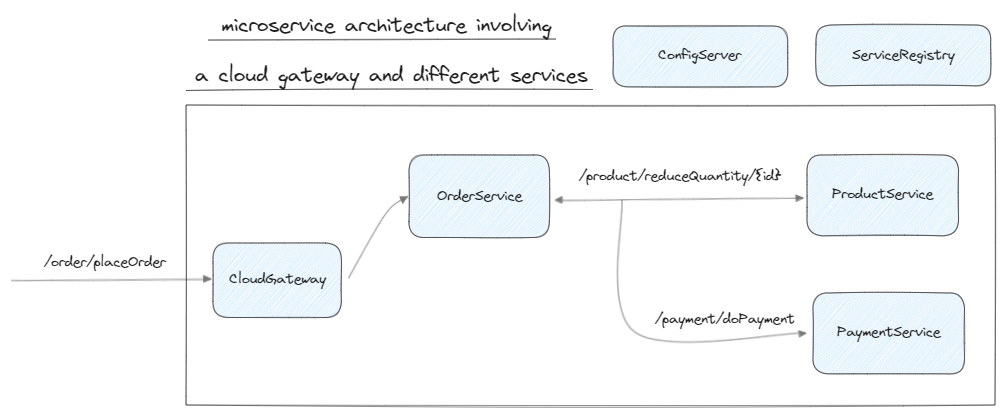 microservice architecture involving
a cloud gateway and different services
ConfigServer
ServiceRegistry
/product/reduceQuantity/{id}
OrderService
ProductService
/order/placeOrder
CloudGateway
/payment/doPayment
PaymentService